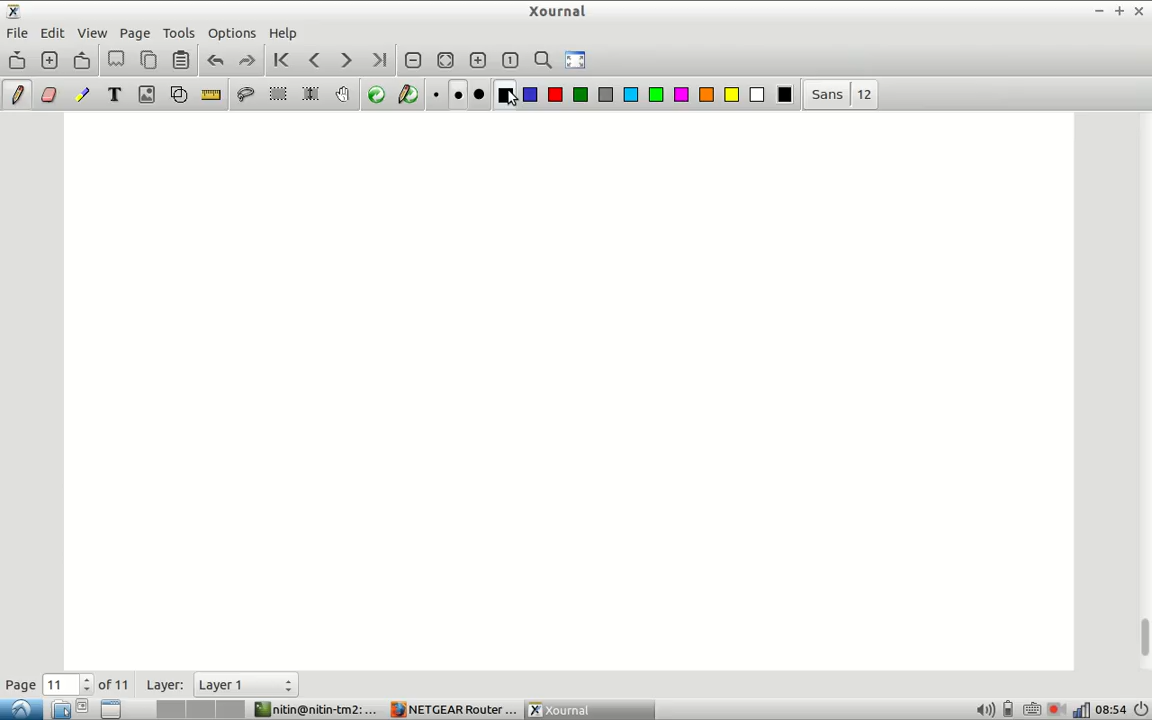 Xournal
File Edit View Page Tools Options Help
Sans 12
Page 11 of 11 Layer: Layer 1
nitin@nitin-tm2: ... NETGEAR Router ... Xournal 08:54